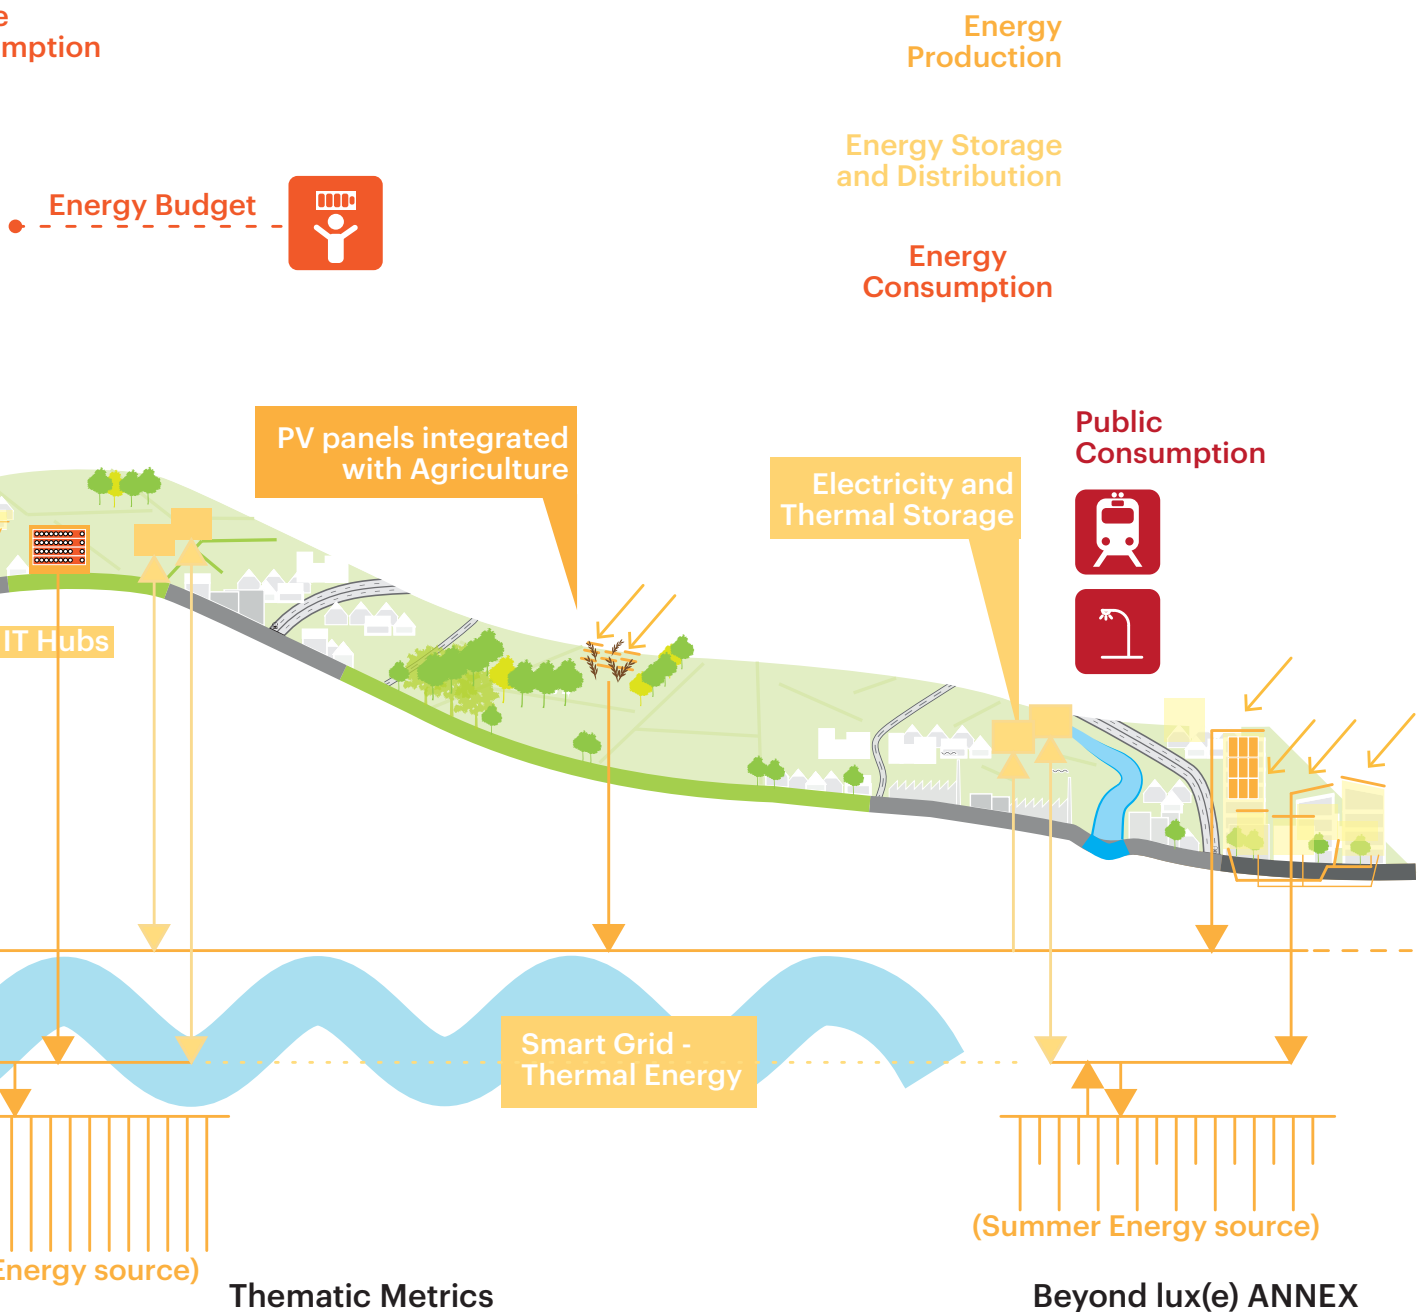 e
mption
Energy
Production
Energy Storage
and Distribution
Energy Budget
Energy
Consumption
PV panels integrated
with Agriculture
Public
Consumption
Electricity and
Thermal Storage
IT Hubs
Smart Grid -
Thermal Energy
(Summer Energy source)
Energy source)
Thematic Metrics
Beyond lux(e) ANNEX